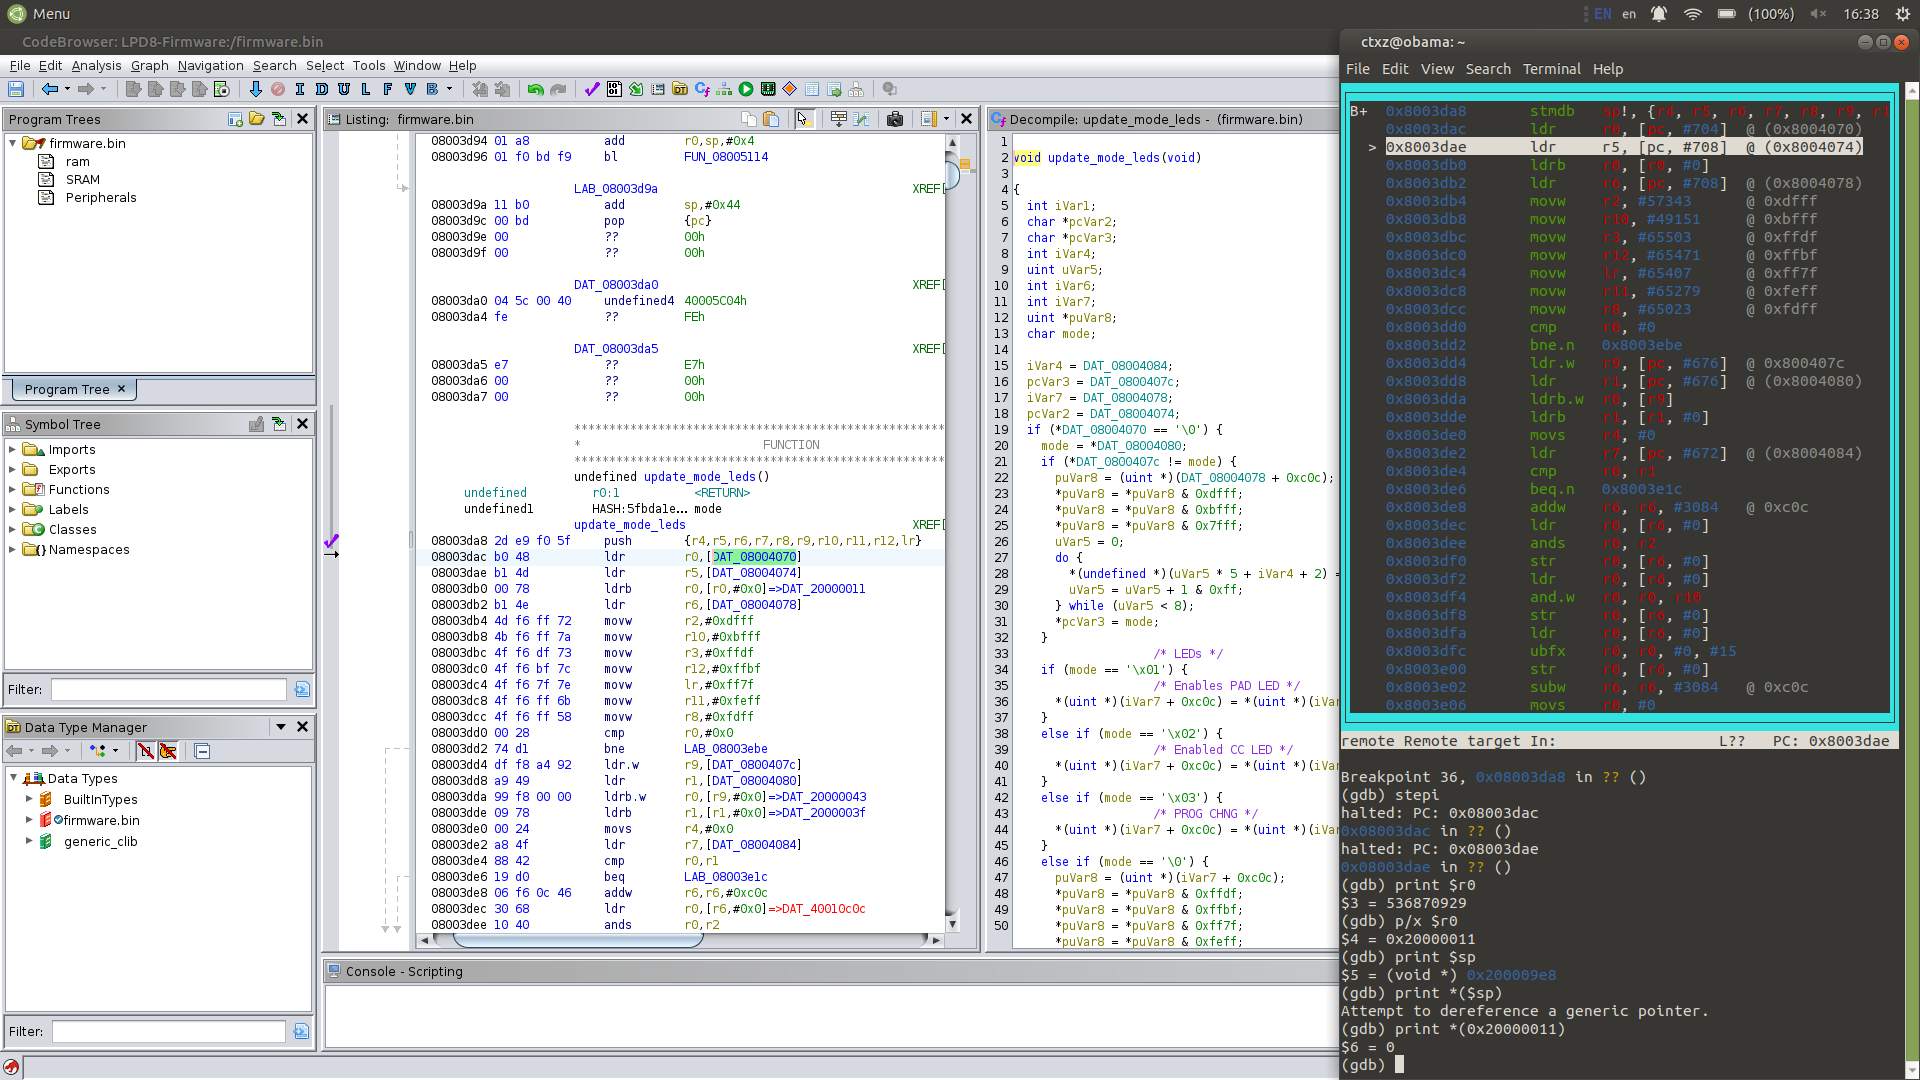 Menu
EN en (100%) 16:38
CodeBrowser: LPD8-Firmware:/firmware.bin
File Edit Analysis Graph Navigation Search Select Tools Window Help
I D U L F V B
Program Trees
firmware.bin
ram
SRAM
Peripherals
Program Tree ×
Symbol Tree
Imports
Exports
Functions
Labels
Classes
Namespaces
Filter:
Data Type Manager
Data Types
BuiltInTypes
firmware.bin
generic_clib
Filter:
Listing: firmware.bin
08003d94 01 a8 add r0,sp,#0x4
08003d96 01 f0 bd f9 bl FUN_08005114
LAB_08003d9a XREF[
08003d9a 11 b0 add sp,#0x44
08003d9c 00 bd pop {pc}
08003d9e 00 ?? 00h
08003d9f 00 ?? 00h
DAT_08003da0 XREF[
08003da0 04 5c 00 40 undefined4 40005C04h
08003da4 fe ?? FEh
DAT_08003da5 XREF[
08003da5 e7 ?? E7h
08003da6 00 ?? 00h
08003da7 00 ?? 00h
* FUNCTION
undefined update_mode_leds()
undefined r0:1 <RETURN>
undefined1 HASH:5fbda1e... mode
update_mode_leds XREF[
08003da8 2d e9 f0 5f push {r4,r5,r6,r7,r8,r9,r10,r11,r12,lr}
08003dac b0 48 ldr r0,[DAT_08004070]
08003dae b1 4d ldr r5,[DAT_08004074]
08003db0 00 78 ldrb r0,[r0,#0x0]=>DAT_20000011
08003db2 b1 4e ldr r6,[DAT_08004078]
08003db4 4d f6 ff 72 movw r2,#0xdfff
08003db8 4b f6 ff 7a movw r10,#0xbfff
08003dbc 4f f6 df 73 movw r3,#0xffdf
08003dc0 4f f6 bf 7c movw r12,#0xffbf
08003dc4 4f f6 7f 7e movw lr,#0xff7f
08003dc8 4f f6 ff 6b movw r11,#0xfeff
08003dcc 4f f6 ff 58 movw r8,#0xfdff
08003dd0 00 28 cmp r0,#0x0
08003dd2 74 d1 bne LAB_08003ebe
08003dd4 df f8 a4 92 ldr.w r9,[DAT_0800407c]
08003dd8 a9 49 ldr r1,[DAT_08004080]
08003dda 99 f8 00 00 ldrb.w r0,[r9,#0x0]=>DAT_20000043
08003dde 09 78 ldrb r1,[r1,#0x0]=>DAT_2000003f
08003de0 00 24 movs r4,#0x0
08003de2 a8 4f ldr r7,[DAT_08004084]
08003de4 88 42 cmp r0,r1
08003de6 19 d0 beq LAB_08003e1c
08003de8 06 f6 0c 46 addw r6,r6,#0xc0c
08003dec 30 68 ldr r0,[r6,#0x0]=>DAT_40010c0c
08003dee 10 40 ands r0,r2
Console - Scripting
Decompile: update_mode_leds - (firmware.bin)
1
2 void update_mode_leds(void)
3
4 {
5 int iVar1;
6 char *pcVar2;
7 char *pcVar3;
8 int iVar4;
9 uint uVar5;
10 int iVar6;
11 int iVar7;
12 uint *puVar8;
13 char mode;
14
15 iVar4 = DAT_08004084;
16 pcVar3 = DAT_0800407c;
17 iVar7 = DAT_08004078;
18 pcVar2 = DAT_08004074;
19 if (*DAT_08004070 == '\0') {
20 mode = *DAT_08004080;
21 if (*DAT_0800407c != mode) {
22 puVar8 = (uint *)(DAT_08004078 + 0xc0c);
23 *puVar8 = *puVar8 & 0xdfff;
24 *puVar8 = *puVar8 & 0xbfff;
25 *puVar8 = *puVar8 & 0x7fff;
26 uVar5 = 0;
27 do {
28 *(undefined *)(uVar5 * 5 + iVar4 + 2) =
29 uVar5 = uVar5 + 1 & 0xff;
30 } while (uVar5 < 8);
31 *pcVar3 = mode;
32 }
33 /* LEDs */
34 if (mode == '\x01') {
35 /* Enables PAD LED */
36 *(uint *)(iVar7 + 0xc0c) = *(uint *)(iVar
37 }
38 else if (mode == '\x02') {
39 /* Enabled CC LED */
40 *(uint *)(iVar7 + 0xc0c) = *(uint *)(iVar
41 }
42 else if (mode == '\x03') {
43 /* PROG CHNG */
44 *(uint *)(iVar7 + 0xc0c) = *(uint *)(iVar
45 }
46 else if (mode == '\0') {
47 puVar8 = (uint *)(iVar7 + 0xc0c);
48 *puVar8 = *puVar8 & 0xffdf;
49 *puVar8 = *puVar8 & 0xffbf;
50 *puVar8 = *puVar8 & 0xff7f;
*puVar8 = *puVar8 & 0xfeff;
ctxz@obama: ~
File Edit View Search Terminal Help
B+ 0x8003da8 stmdb sp!, {r4, r5, r6, r7, r8, r9, r1
0x8003dac ldr r0, [pc, #704] @ (0x8004070)
> 0x8003dae ldr r5, [pc, #708] @ (0x8004074)
0x8003db0 ldrb r0, [r0, #0]
0x8003db2 ldr r6, [pc, #708] @ (0x8004078)
0x8003db4 movw r2, #57343 @ 0xdfff
0x8003db8 movw r10, #49151 @ 0xbfff
0x8003dbc movw r3, #65503 @ 0xffdf
0x8003dc0 movw r12, #65471 @ 0xffbf
0x8003dc4 movw lr, #65407 @ 0xff7f
0x8003dc8 movw r11, #65279 @ 0xfeff
0x8003dcc movw r8, #65023 @ 0xfdff
0x8003dd0 cmp r0, #0
0x8003dd2 bne.n 0x8003ebe
0x8003dd4 ldr.w r9, [pc, #676] @ 0x800407c
0x8003dd8 ldr r1, [pc, #676] @ (0x8004080)
0x8003dda ldrb.w r0, [r9]
0x8003dde ldrb r1, [r1, #0]
0x8003de0 movs r4, #0
0x8003de2 ldr r7, [pc, #672] @ (0x8004084)
0x8003de4 cmp r0, r1
0x8003de6 beq.n 0x8003e1c
0x8003de8 addw r6, r6, #3084 @ 0xc0c
0x8003dec ldr r0, [r6, #0]
0x8003dee ands r0, r2
0x8003df0 str r0, [r6, #0]
0x8003df2 ldr r0, [r6, #0]
0x8003df4 and.w r0, r0, r10
0x8003df8 str r0, [r6, #0]
0x8003dfa ldr r0, [r6, #0]
0x8003dfc ubfx r0, r0, #0, #15
0x8003e00 str r0, [r6, #0]
0x8003e02 subw r6, r6, #3084 @ 0xc0c
0x8003e06 movs r0, #0
remote Remote target In: L?? PC: 0x8003dae
Breakpoint 36, 0x08003da8 in ?? ()
(gdb) stepi
halted: PC: 0x08003dac
0x08003dac in ?? ()
halted: PC: 0x08003dae
0x08003dae in ?? ()
(gdb) print $r0
$3 = 536870929
(gdb) p/x $r0
$4 = 0x20000011
(gdb) print $sp
$5 = (void *) 0x200009e8
(gdb) print *($sp)
Attempt to dereference a generic pointer.
(gdb) print *(0x20000011)
$6 = 0
(gdb)